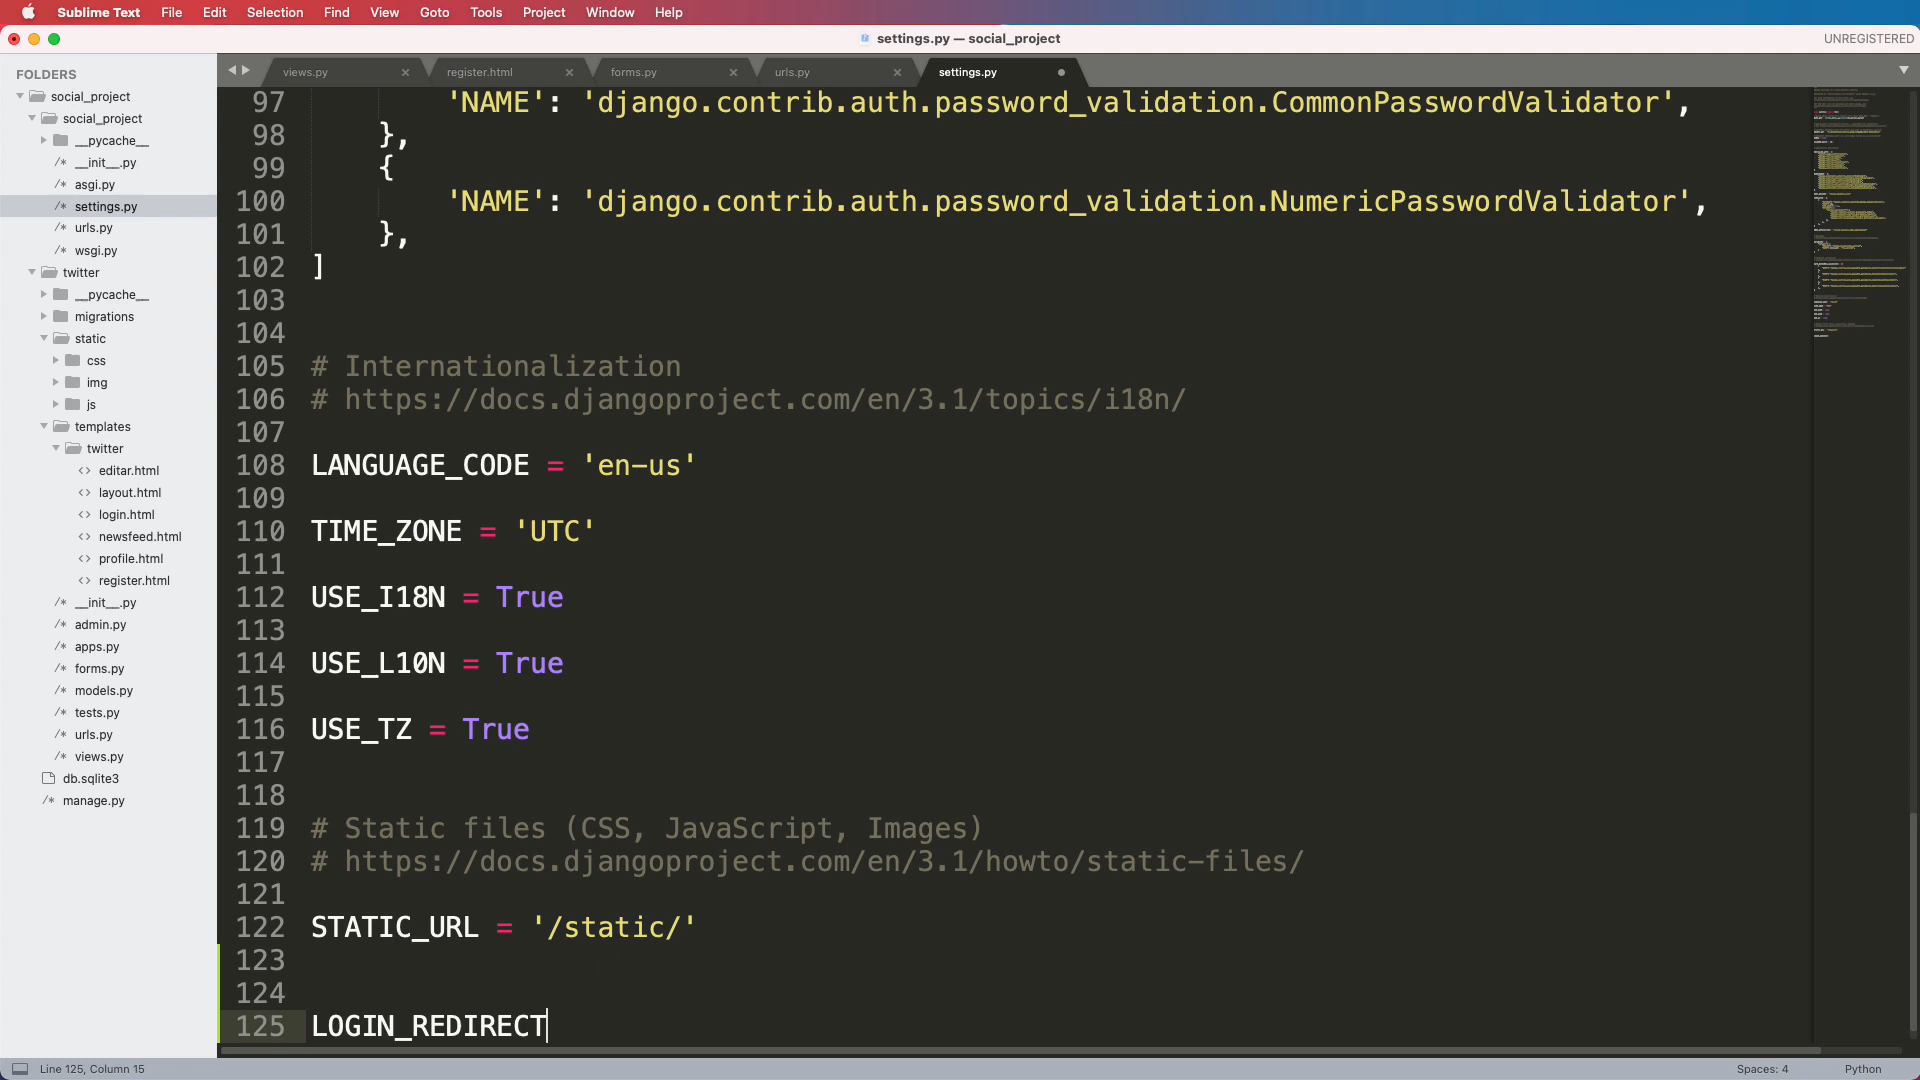 Sublime Text File Edit Selection Find View Goto Tools Project Window Help
settings.py — social_project
UNREGISTERED
FOLDERS
social_project
social_project
__pycache__
/* __init__.py
/* asgi.py
/* settings.py
/* urls.py
/* wsgi.py
twitter
__pycache__
migrations
static
css
img
js
templates
twitter
<> editar.html
<> layout.html
<> login.html
<> newsfeed.html
<> profile.html
<> register.html
/* __init__.py
/* admin.py
/* apps.py
/* forms.py
/* models.py
/* tests.py
/* urls.py
/* views.py
db.sqlite3
/* manage.py
views.py × register.html × forms.py × urls.py × settings.py
97 'NAME': 'django.contrib.auth.password_validation.CommonPasswordValidator',
98 },
99 {
100 'NAME': 'django.contrib.auth.password_validation.NumericPasswordValidator',
101 },
102 ]
103
104
105 # Internationalization
106 # https://docs.djangoproject.com/en/3.1/topics/i18n/
107
108 LANGUAGE_CODE = 'en-us'
109
110 TIME_ZONE = 'UTC'
111
112 USE_I18N = True
113
114 USE_L10N = True
115
116 USE_TZ = True
117
118
119 # Static files (CSS, JavaScript, Images)
120 # https://docs.djangoproject.com/en/3.1/howto/static-files/
121
122 STATIC_URL = '/static/'
123
124
125 LOGIN_REDIRECT
Line 125, Column 15
Spaces: 4
Python